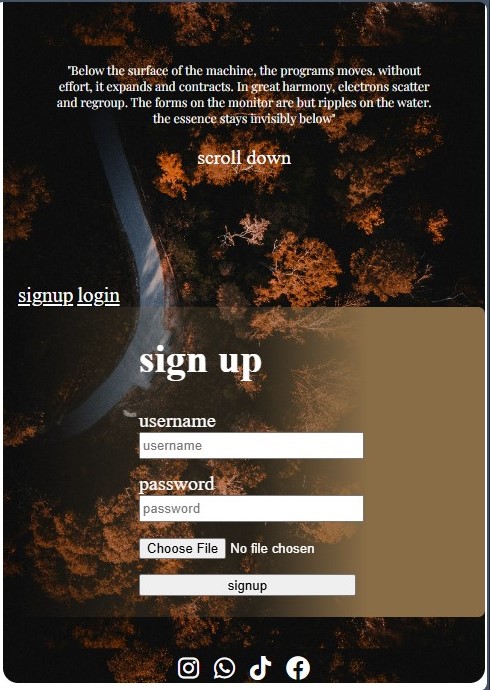 "Below the surface of the machine, the programs moves. without
effort, it expands and contracts. In great harmony, electrons scatter
and regroup. The forms on the monitor are but ripples on the water.
the essence stays invisibly below"
scroll down
signup login
sign up
username
username
password
password
Choose File No file chosen
signup